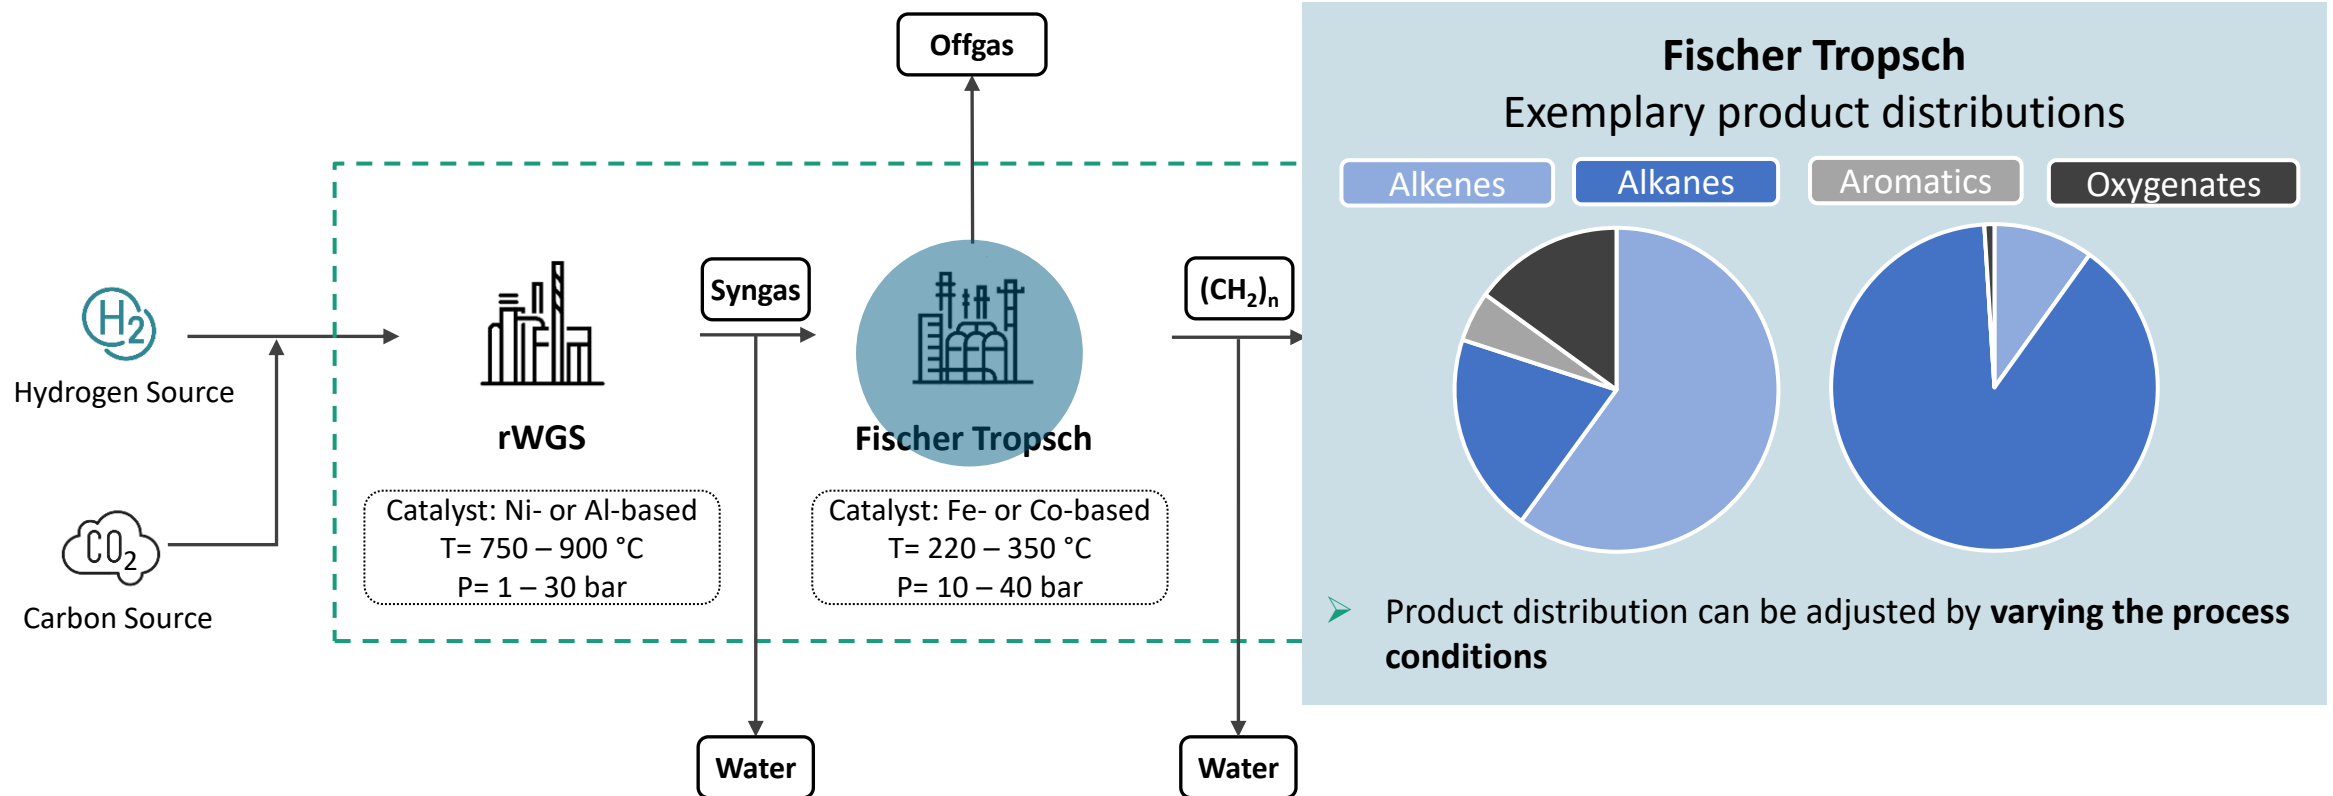 Offgas
H2
Hydrogen Source
CO2
Carbon Source
rWGS
Catalyst: Ni- or Al-based
T= 750 – 900 °C
P= 1 – 30 bar
Syngas
Water
Fischer Tropsch
Catalyst: Fe- or Co-based
T= 220 – 350 °C
P= 10 – 40 bar
(CH2)n
Water
Fischer Tropsch
Exemplary product distributions
Alkenes
Alkanes
Aromatics
Oxygenates
➢ Product distribution can be adjusted by varying the process
conditions